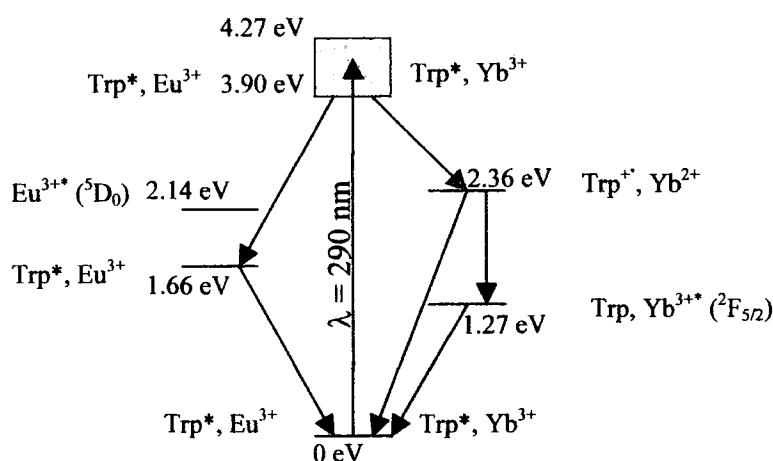 4.27 eV
Trp*, Eu³⁺ 3.90 eV Trp*, Yb³⁺
Eu³⁺* (⁵D₀) 2.14 eV
2.36 eV Trp⁺˙, Yb²⁺
Trp*, Eu³⁺
1.66 eV
λ = 290 nm
1.27 eV Trp, Yb³⁺* (²F₅/₂)
Trp*, Eu³⁺ Trp*, Yb³⁺
0 eV